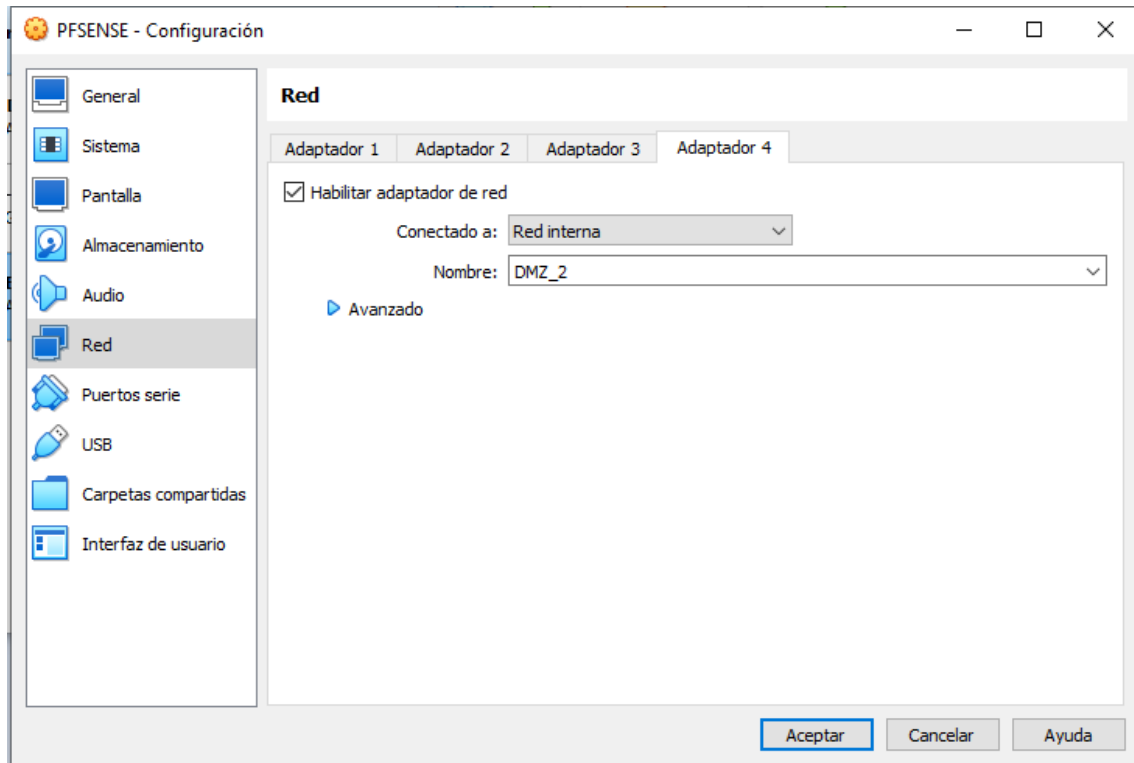 PFSENSE - Configuración
General
Sistema
Pantalla
Almacenamiento
Audio
Red
Puertos serie
USB
Carpetas compartidas
Interfaz de usuario
Red
Adaptador 1 Adaptador 2 Adaptador 3 Adaptador 4
Habilitar adaptador de red
Conectado a: Red interna
Nombre: DMZ_2
Avanzado
Aceptar Cancelar Ayuda